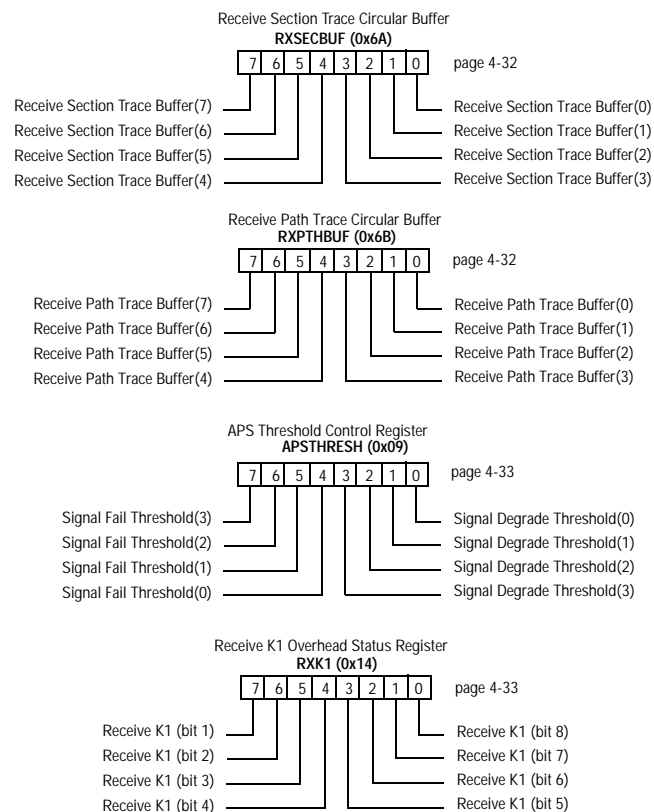 Receive Section Trace Circular Buffer
RXSECBUF (0x6A)
7 6 5 4 3 2 1 0 page 4-32
Receive Section Trace Buffer(7) Receive Section Trace Buffer(0)
Receive Section Trace Buffer(6) Receive Section Trace Buffer(1)
Receive Section Trace Buffer(5) Receive Section Trace Buffer(2)
Receive Section Trace Buffer(4) Receive Section Trace Buffer(3)
Receive Path Trace Circular Buffer
RXPTHBUF (0x6B)
7 6 5 4 3 2 1 0 page 4-32
Receive Path Trace Buffer(7) Receive Path Trace Buffer(0)
Receive Path Trace Buffer(6) Receive Path Trace Buffer(1)
Receive Path Trace Buffer(5) Receive Path Trace Buffer(2)
Receive Path Trace Buffer(4) Receive Path Trace Buffer(3)
APS Threshold Control Register
APSTHRESH (0x09)
7 6 5 4 3 2 1 0 page 4-33
Signal Fail Threshold(3) Signal Degrade Threshold(0)
Signal Fail Threshold(2) Signal Degrade Threshold(1)
Signal Fail Threshold(1) Signal Degrade Threshold(2)
Signal Fail Threshold(0) Signal Degrade Threshold(3)
Receive K1 Overhead Status Register
RXK1 (0x14)
7 6 5 4 3 2 1 0 page 4-33
Receive K1 (bit 1) Receive K1 (bit 8)
Receive K1 (bit 2) Receive K1 (bit 7)
Receive K1 (bit 3) Receive K1 (bit 6)
Receive K1 (bit 4) Receive K1 (bit 5)